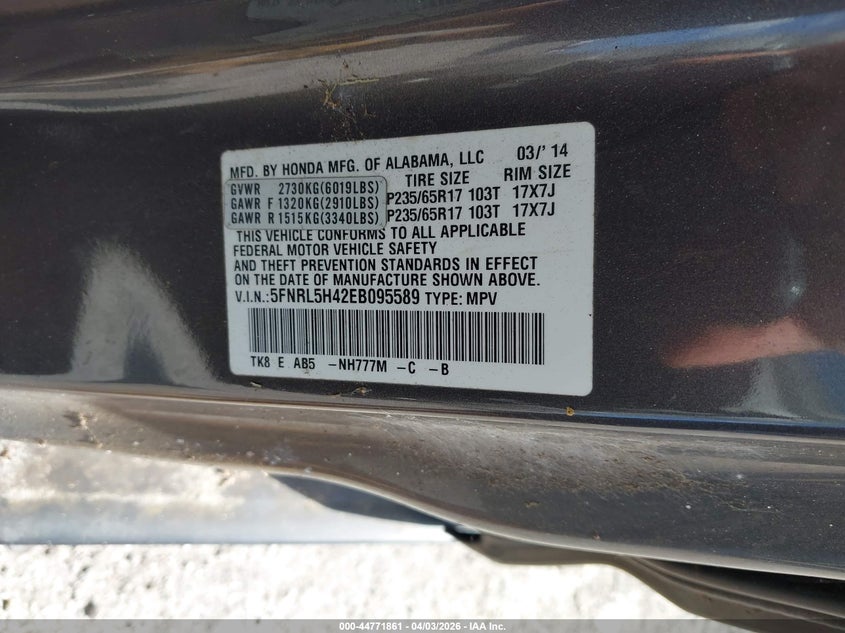 MFD. BY HONDA MFG. OF ALABAMA, LLC 03/' 14
TIRE SIZE RIM SIZE
GVWR 2730KG(6019LBS)
GAWR F 1320KG(2910LBS) P235/65R17 103T 17X7J
GAWR R 1515KG(3340LBS) P235/65R17 103T 17X7J
THIS VEHICLE CONFORMS TO ALL APPLICABLE
FEDERAL MOTOR VEHICLE SAFETY
AND THEFT PREVENTION STANDARDS IN EFFECT
ON THE DATE OF MANUFACTURE SHOWN ABOVE.
V.I.N.:5FNRL5H42EB095589 TYPE: MPV
TK8 E AB5 -NH777M -C -B
000-44771861 - 04/03/2026 - IAA Inc.